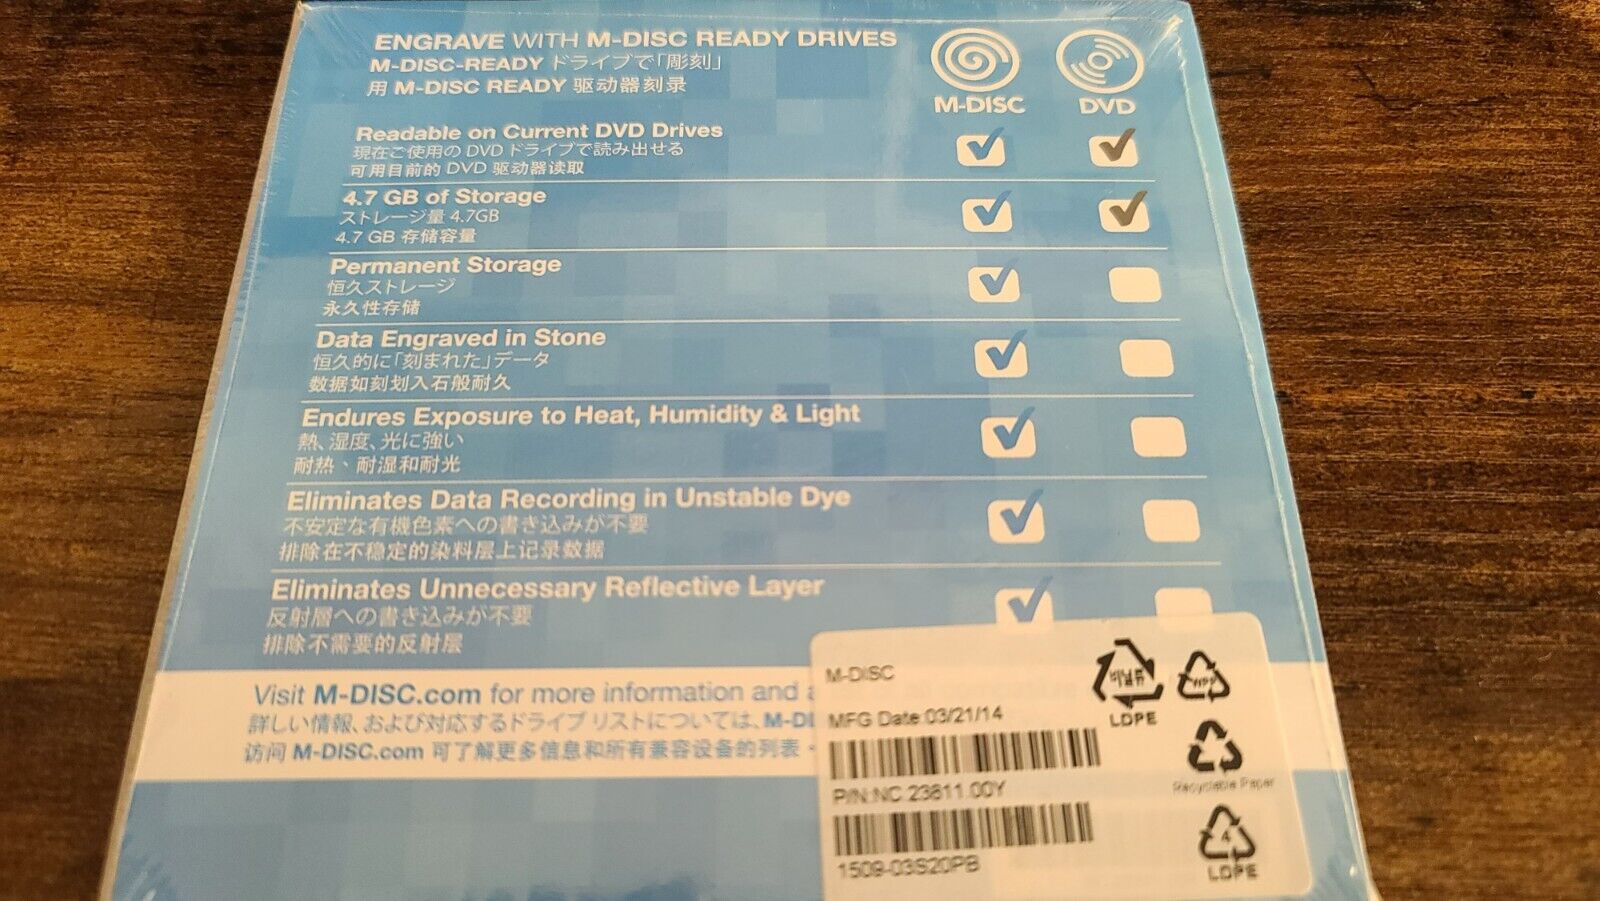 ENGRAVE WITH M-DISC READY DRIVES
M-DISC-READY ドライブで「彫刻」
用 M-DISC READY 驱动器刻录
M-DISC
DVD
Readable on Current DVD Drives
現在ご使用の DVD ドライブで読み出せる
可用目前的 DVD 驱动器读取
4.7 GB of Storage
ストレージ量 4.7GB
4.7 GB 存储容量
Permanent Storage
恒久ストレージ
永久性存储
Data Engraved in Stone
恒久的に「刻まれた」データ
数据如刻划入石般耐久
Endures Exposure to Heat, Humidity & Light
熱、湿度、光に強い
耐热、耐湿和耐光
Eliminates Data Recording in Unstable Dye
不安定な有機色素への書き込みが不要
排除在不稳定的染料层上记录数据
Eliminates Unnecessary Reflective Layer
反射層への書き込みが不要
排除不需要的反射层
Visit M-DISC.com for more information and a
詳しい情報、および対応するドライブリストについては、M-DI
访问 M-DISC.com 可了解更多信息和所有兼容设备的列表。
M-DISC
MFG Date:03/21/14
P/N:NC 23811.00Y
1509-03S20PB
비닐류
LDPE
WPP
Recyclable Paper
4
LDPE